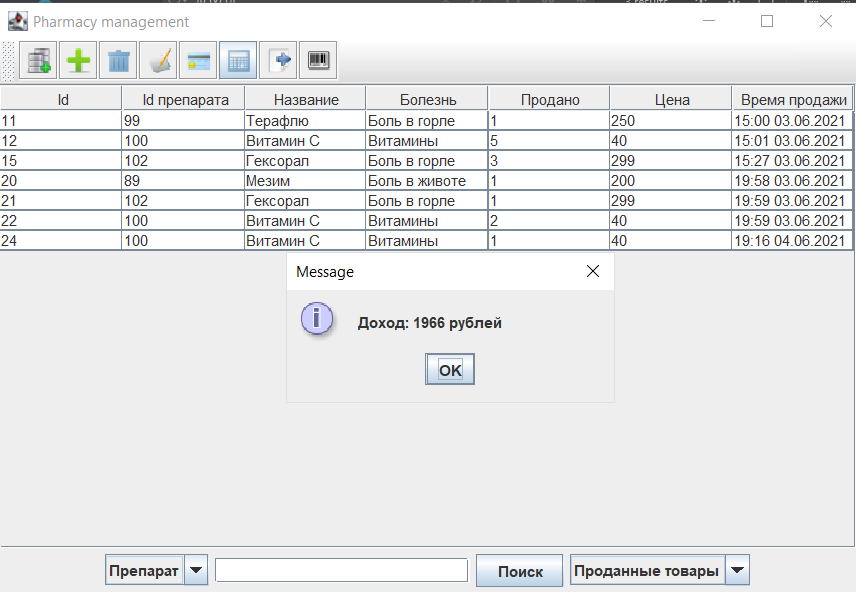 Pharmacy management
Id Id препарата Название Болезнь Продано Цена Время продажи
11 99 Терафлю Боль в горле 1 250 15:00 03.06.2021
12 100 Витамин С Витамины 5 40 15:01 03.06.2021
15 102 Гексорал Боль в горле 3 299 15:27 03.06.2021
20 89 Мезим Боль в животе 1 200 19:58 03.06.2021
21 102 Гексорал Боль в горле 1 299 19:59 03.06.2021
22 100 Витамин С Витамины 2 40 19:59 03.06.2021
24 100 Витамин С Витамины 1 40 19:16 04.06.2021
Message
i
Доход: 1966 рублей
OK
Препарат Поиск Проданные товары